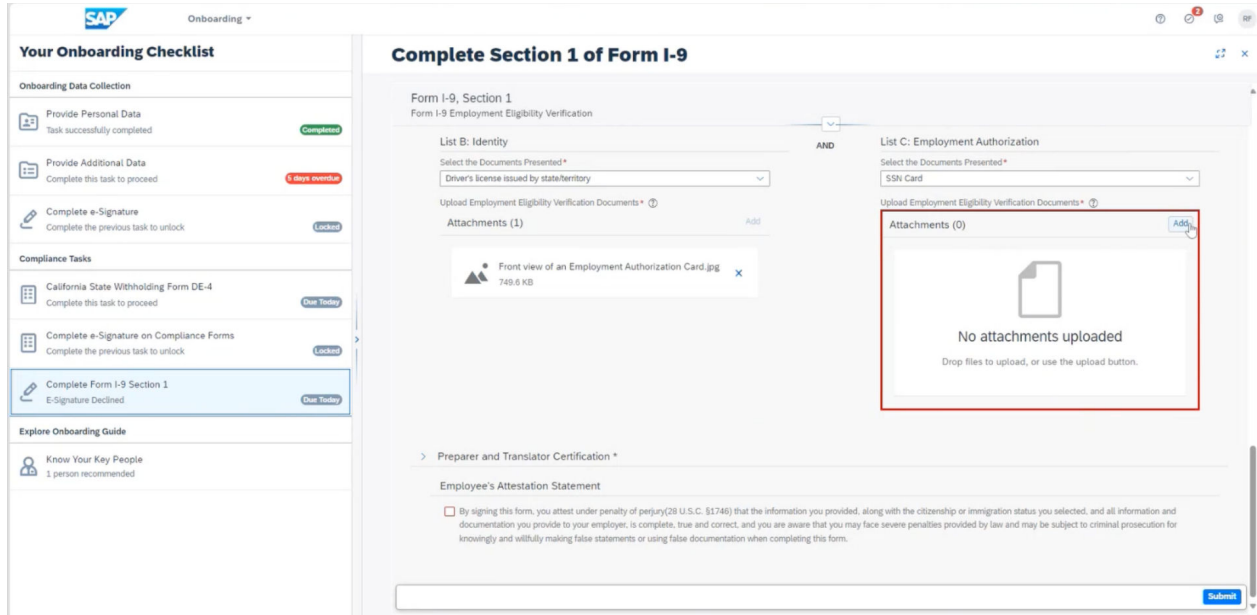 SAP
Onboarding
2
RF
Your Onboarding Checklist
Onboarding Data Collection
Provide Personal Data
Task successfully completed
Completed
Provide Additional Data
Complete this task to proceed
5 days overdue
Complete e-Signature
Complete the previous task to unlock
Locked
Compliance Tasks
California State Withholding Form DE-4
Complete this task to proceed
Due Today
Complete e-Signature on Compliance Forms
Complete the previous task to unlock
Locked
Complete Form I-9 Section 1
E-Signature Declined
Due Today
Explore Onboarding Guide
Know Your Key People
1 person recommended
Complete Section 1 of Form I-9
Form I-9, Section 1
Form I-9 Employment Eligibility Verification
List B: Identity
Select the Documents Presented*
Driver's license issued by state/territory
Upload Employment Eligibility Verification Documents*
Attachments (1)
Add
Front view of an Employment Authorization Card.jpg
749.6 KB
AND
List C: Employment Authorization
Select the Documents Presented*
SSN Card
Upload Employment Eligibility Verification Documents*
Attachments (0)
Add
No attachments uploaded
Drop files to upload, or use the upload button.
Preparer and Translator Certification *
Employee's Attestation Statement
By signing this form, you attest under penalty of perjury(28 U.S.C. §1746) that the information you provided, along with the citizenship or immigration status you selected, and all information and
documentation you provide to your employer, is complete, true and correct, and you are aware that you may face severe penalties provided by law and may be subject to criminal prosecution for
knowingly and willfully making false statements or using false documentation when completing this form.
Submit